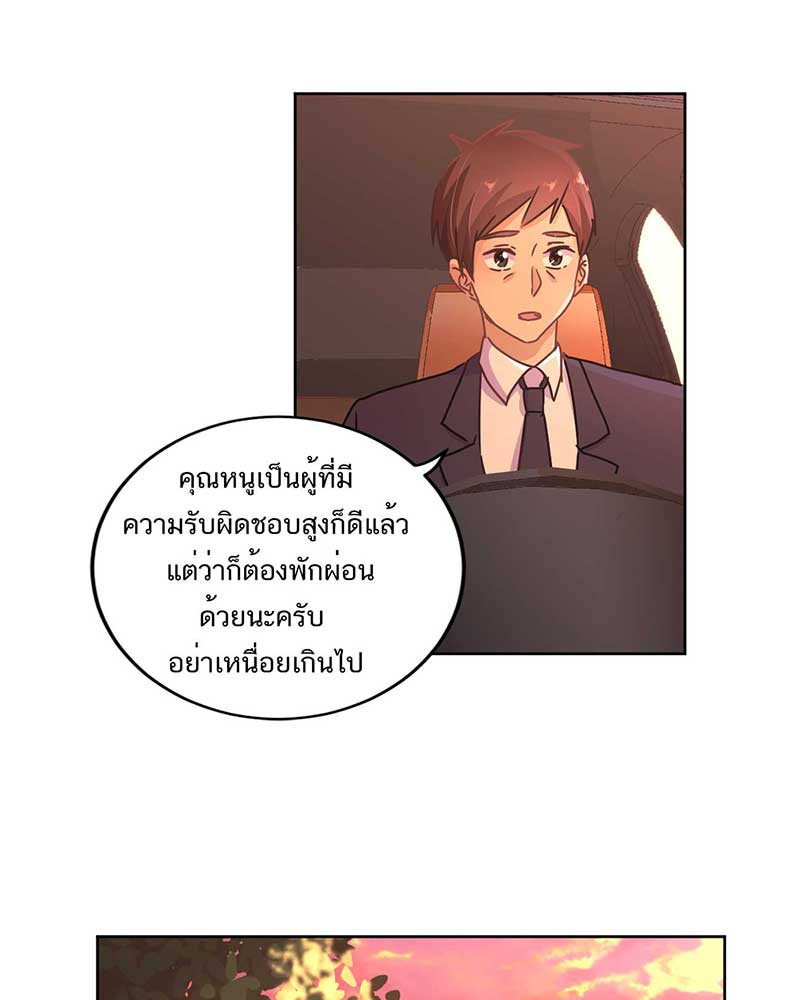 คุณหนูเป็นผู้ที่มี
ความรับผิดชอบสูงก็ดีแล้ว
แต่ว่าก็ต้องพักผ่อน
ด้วยนะครับ
อย่าเหนื่อยเกินไป